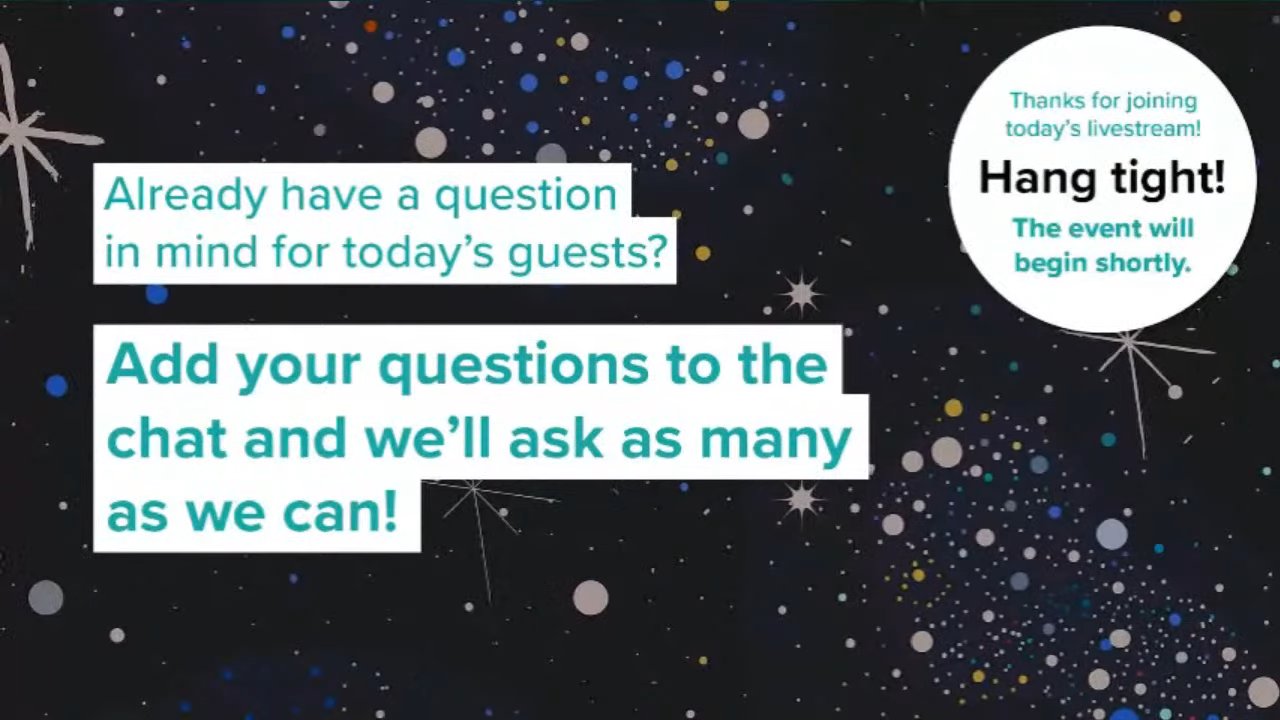 Already have a question
in mind for today's guests?
Add your questions to the
chat and we'll ask as many
as we can!
Thanks for joining
today's livestream!
Hang tight!
The event will
begin shortly.